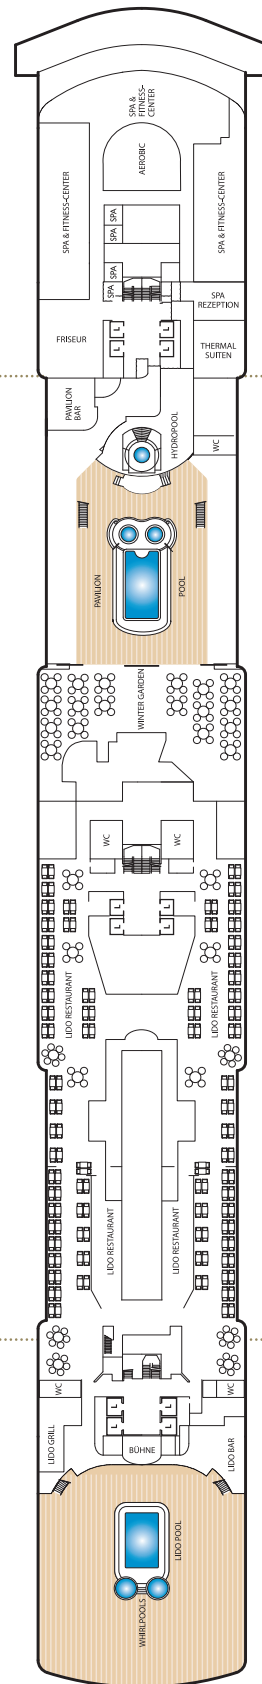 SPA &
FITNESS-
CENTER
AEROBIC
SPA & FITNESS-CENTER
SPA & FITNESS-CENTER
SPA
SPA
SPA
SPA
SPA
REZEPTION
L
L
L
L
FRISEUR
THERMAL
SUITEN
PAVILION
BAR
HYDROPOOL
WC
PAVILION
POOL
WINTER GARDEN
WC
WC
L
L
L
L
LIDO RESTAURANT
LIDO RESTAURANT
LIDO RESTAURANT
LIDO RESTAURANT
WC
WC
L
L
L
L
LIDO GRILL
BÜHNE
LIDO BAR
LIDO POOL
WHIRLPOOLS